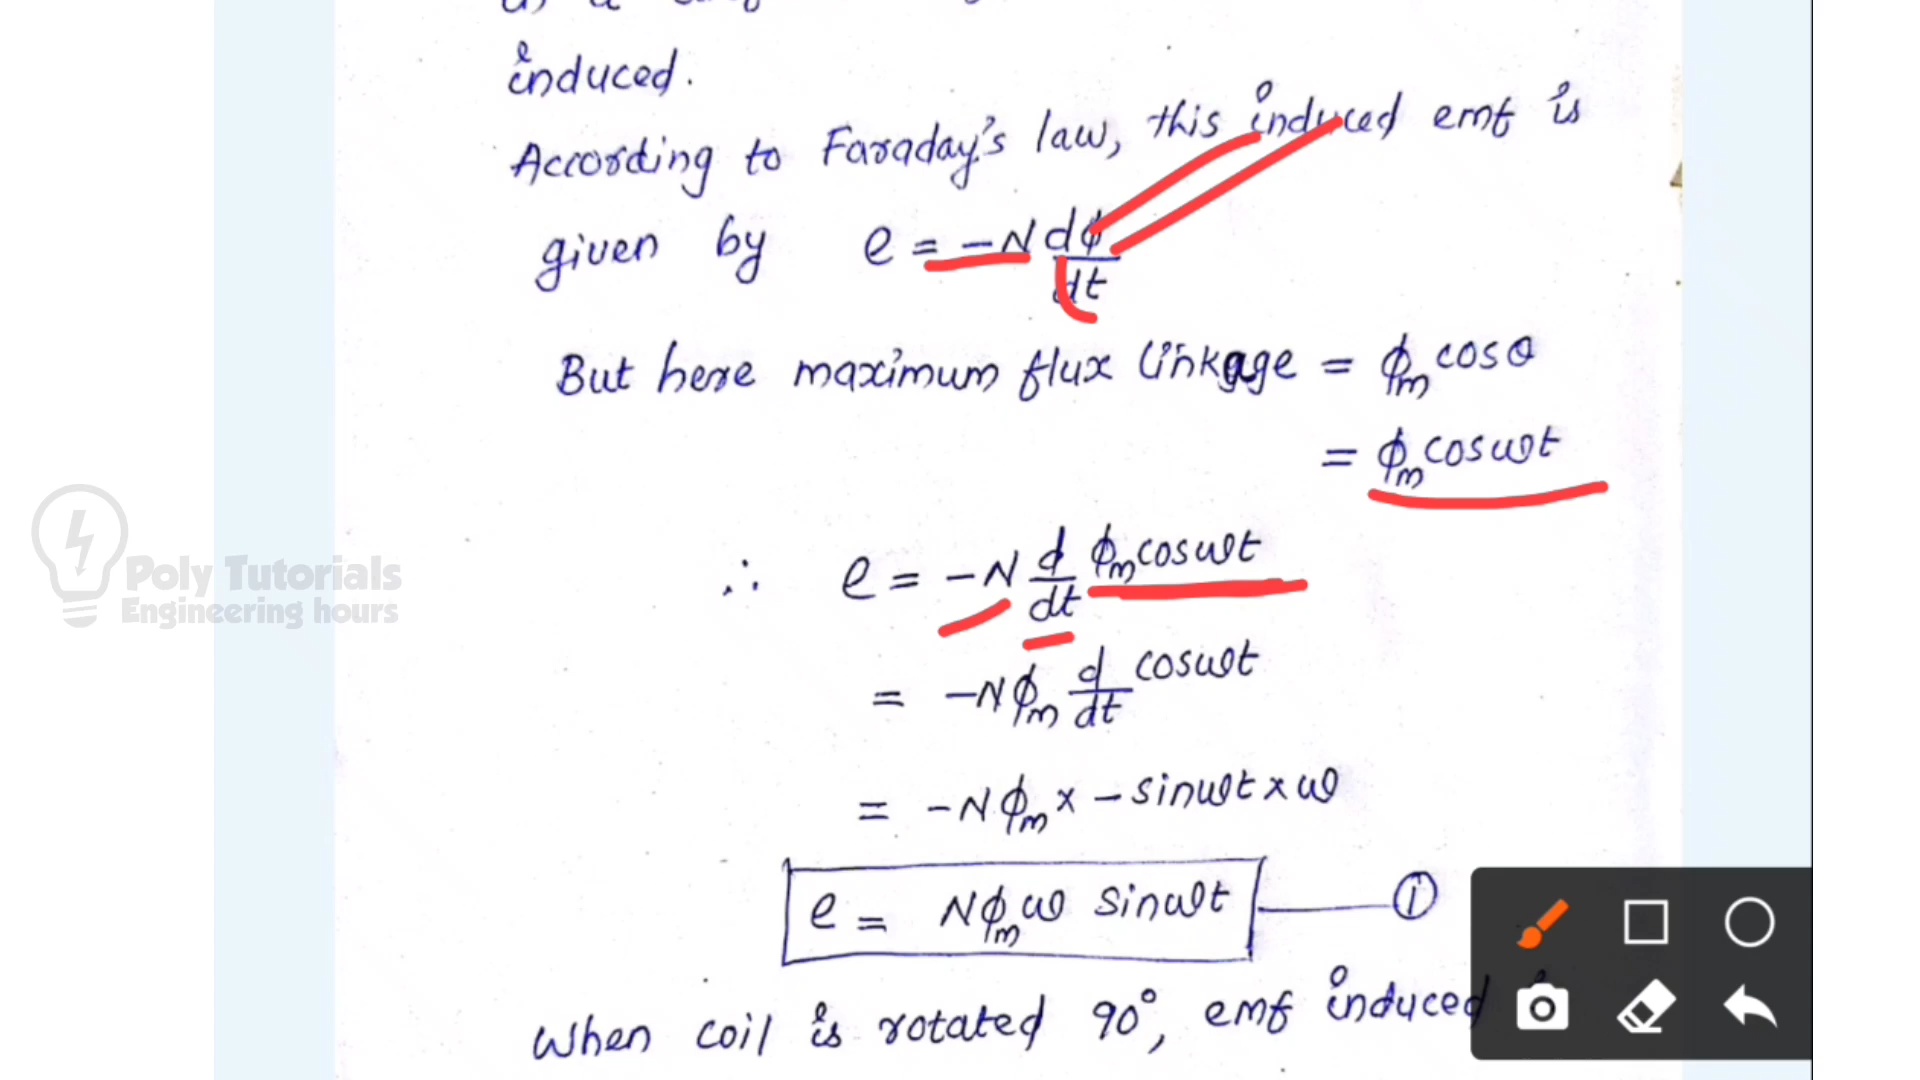 induced.
According to Faraday's law, this induced emf is
given by e = -N dϕ/dt
But here maximum flux linkage = ϕm cosθ
= ϕm cosωt
∴ e = -N d/dt ϕm cosωt
= -Nϕm d/dt cosωt
= -Nϕm x - sinωt x ω
e = Nϕmω sinωt ①
When coil is rotated 90°, emf induced
Poly Tutorials
Engineering hours